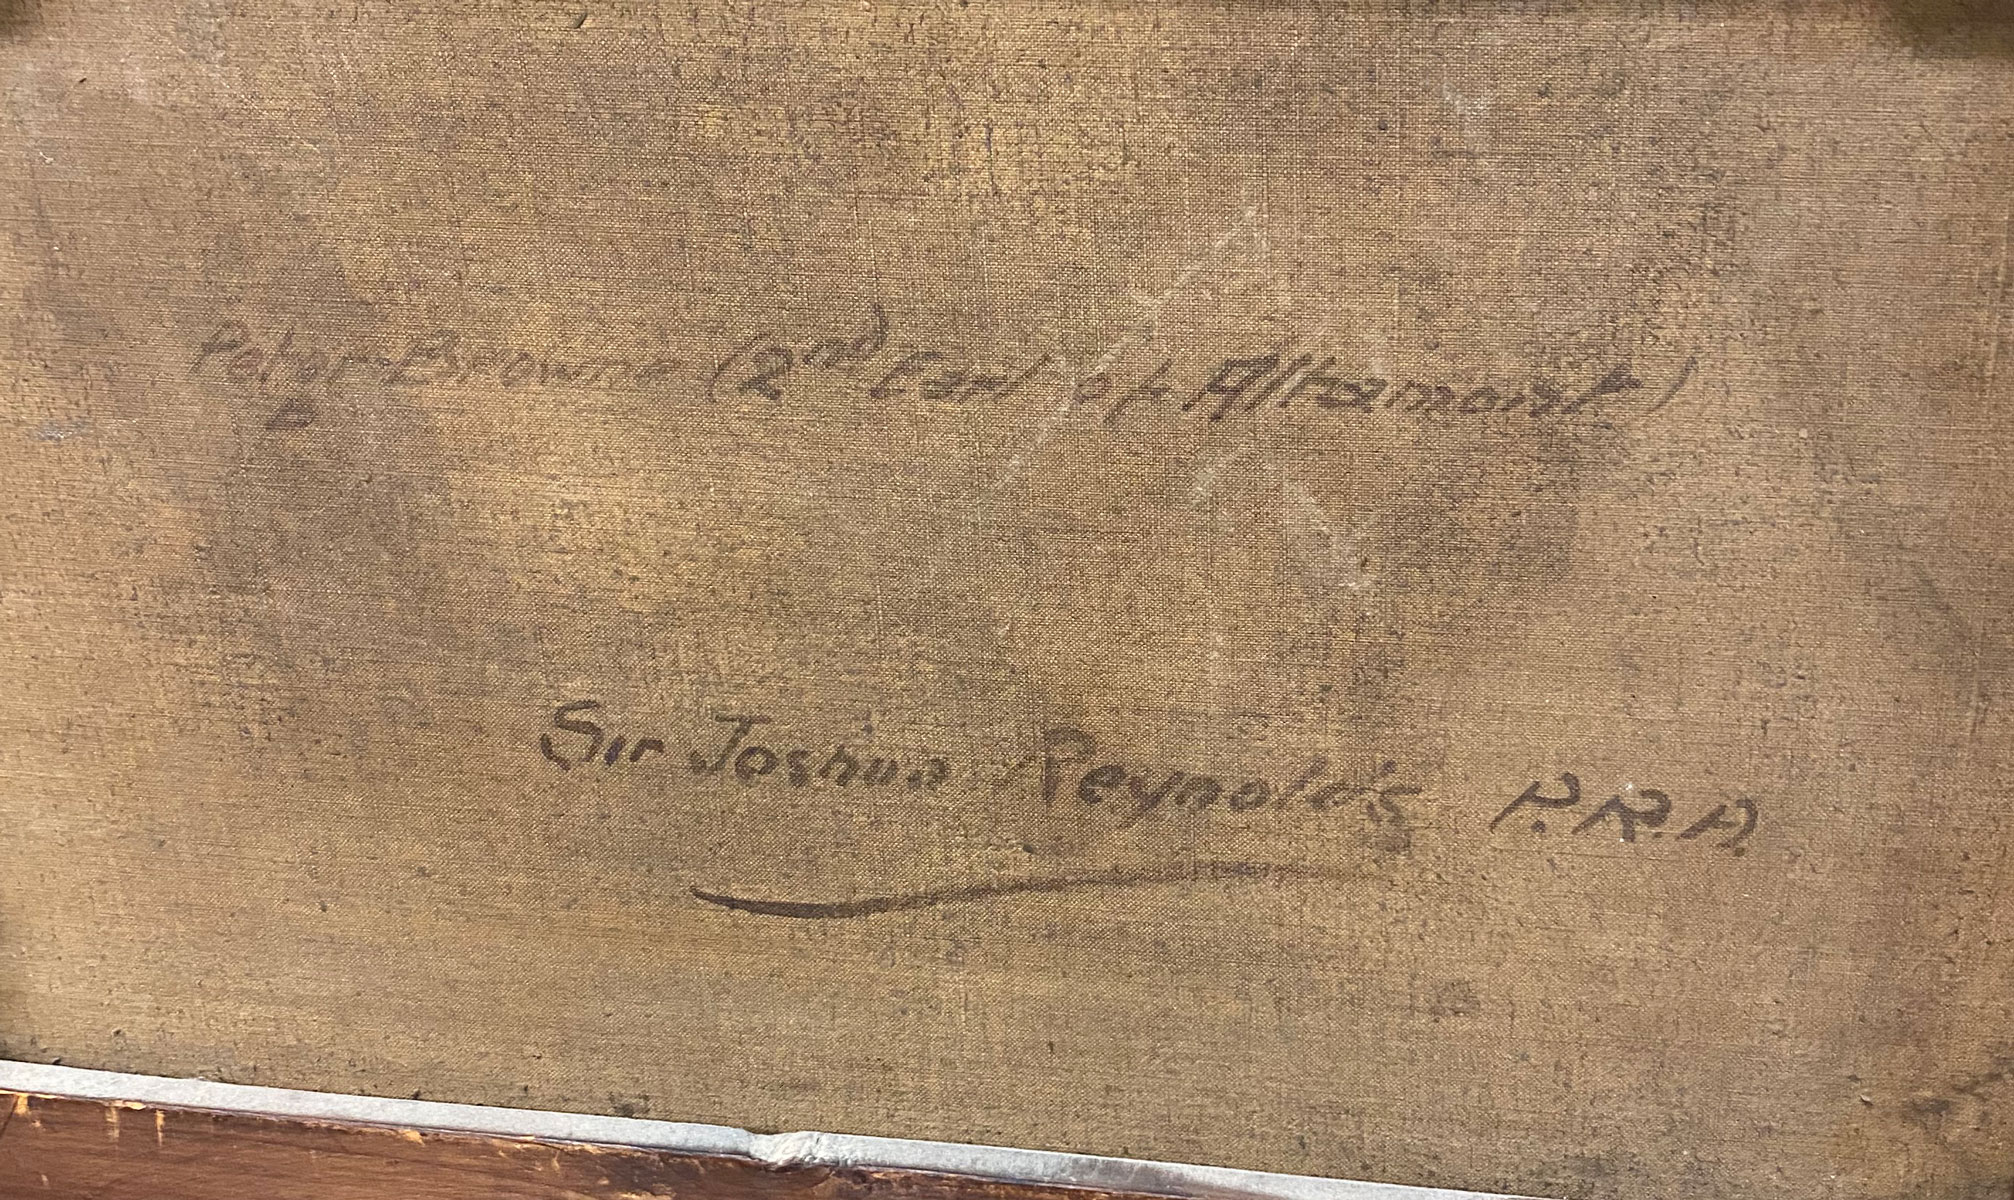 Peter Browne (2nd Earl of Altamont)
Sir Joshua Reynolds P.R.A.